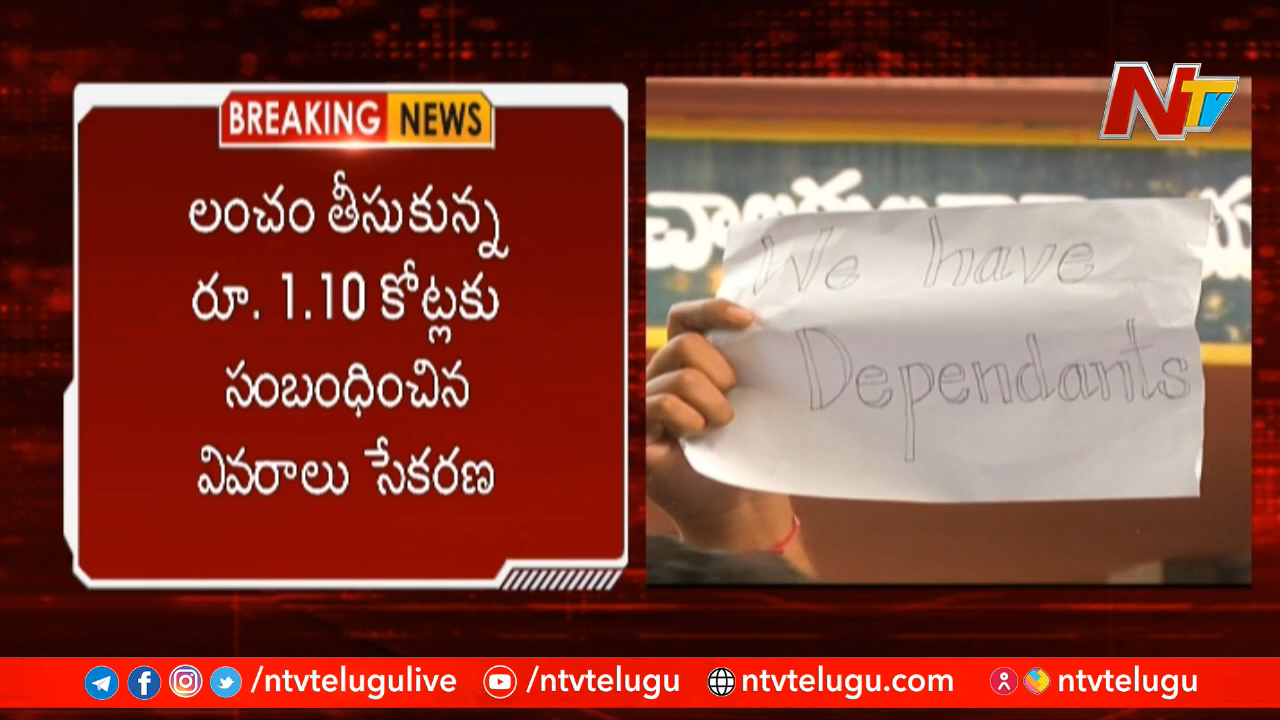 BREAKING NEWS
లంచం తీసుకున్న
రూ. 1.10 కోట్లకు
సంబంధించిన
వివరాలు సేకరణ
NTV
We have
Dependants
/ntvtelugulive /ntvtelugu ntvtelugu.com ntvtelugu